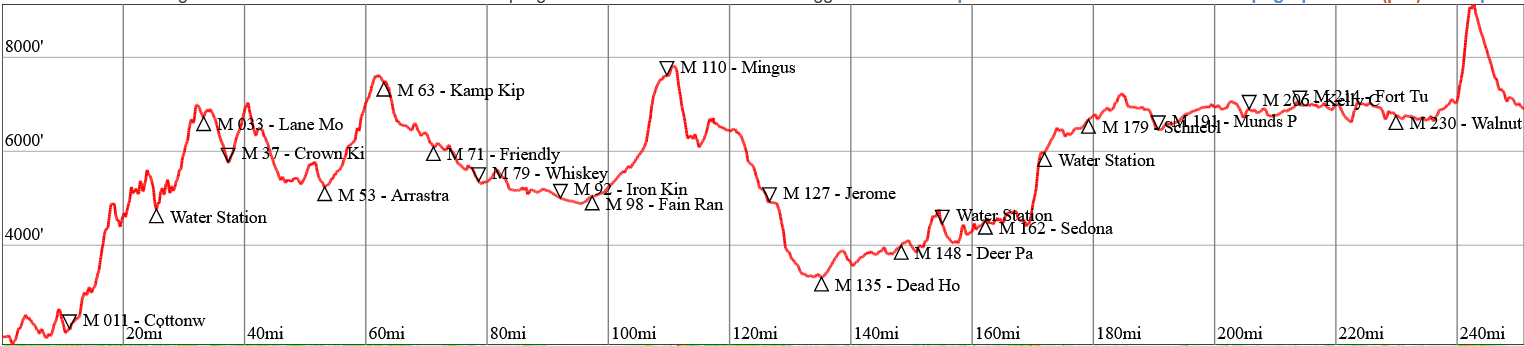 8000'
6000'
4000'
M 011 - Cottonw
Water Station
M 033 - Lane Mo
M 37 - Crown Ki
M 53 - Arrastra
M 63 - Kamp Kip
M 71 - Friendly
M 79 - Whiskey
M 92 - Iron Kin
M 98 - Fain Ran
M 110 - Mingus
M 127 - Jerome
M 135 - Dead Ho
M 148 - Deer Pa
Water Station
M 162 - Sedona
Water Station
M 179 - Schnebl
M 191 - Munds P
M 206 - Kelly C
M 214 - Fort Tu
M 230 - Walnut
20mi 40mi 60mi 80mi 100mi 120mi 140mi 160mi 180mi 200mi 220mi 240mi